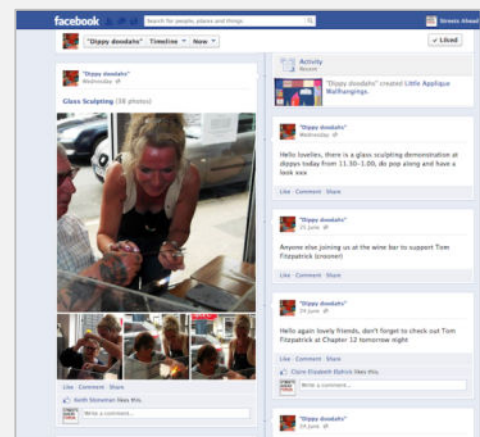 facebook
Search for people, places and things
Streets Ahead
"Dippy doodahs" Timeline Now
Liked
"Dippy doodahs"
Wednesday
Glass Sculpting (38 photos)
Like · Comment · Share
Keith Stoneman likes this.
Write a comment...
Activity
Recent
"Dippy doodahs" created Little Applique
Wallhangings.
"Dippy doodahs"
Wednesday
Hello lovelies, there is a glass sculpting demonstration at
dippys today from 11.30-1.00, do pop along and have a
look xxx
Like · Comment · Share
"Dippy doodahs"
25 June
Anyone else joining us at the wine bar to support Tom
Fitzpatrick (crooner)
Like · Comment · Share
"Dippy doodahs"
24 June
Hello again lovely friends, don't forget to check out Tom
Fitzpatrick at Chapter 12 tomorrow night
Like · Comment · Share
Claire Elizabeth likes this.
Write a comment...
"Dippy doodahs"
24 June